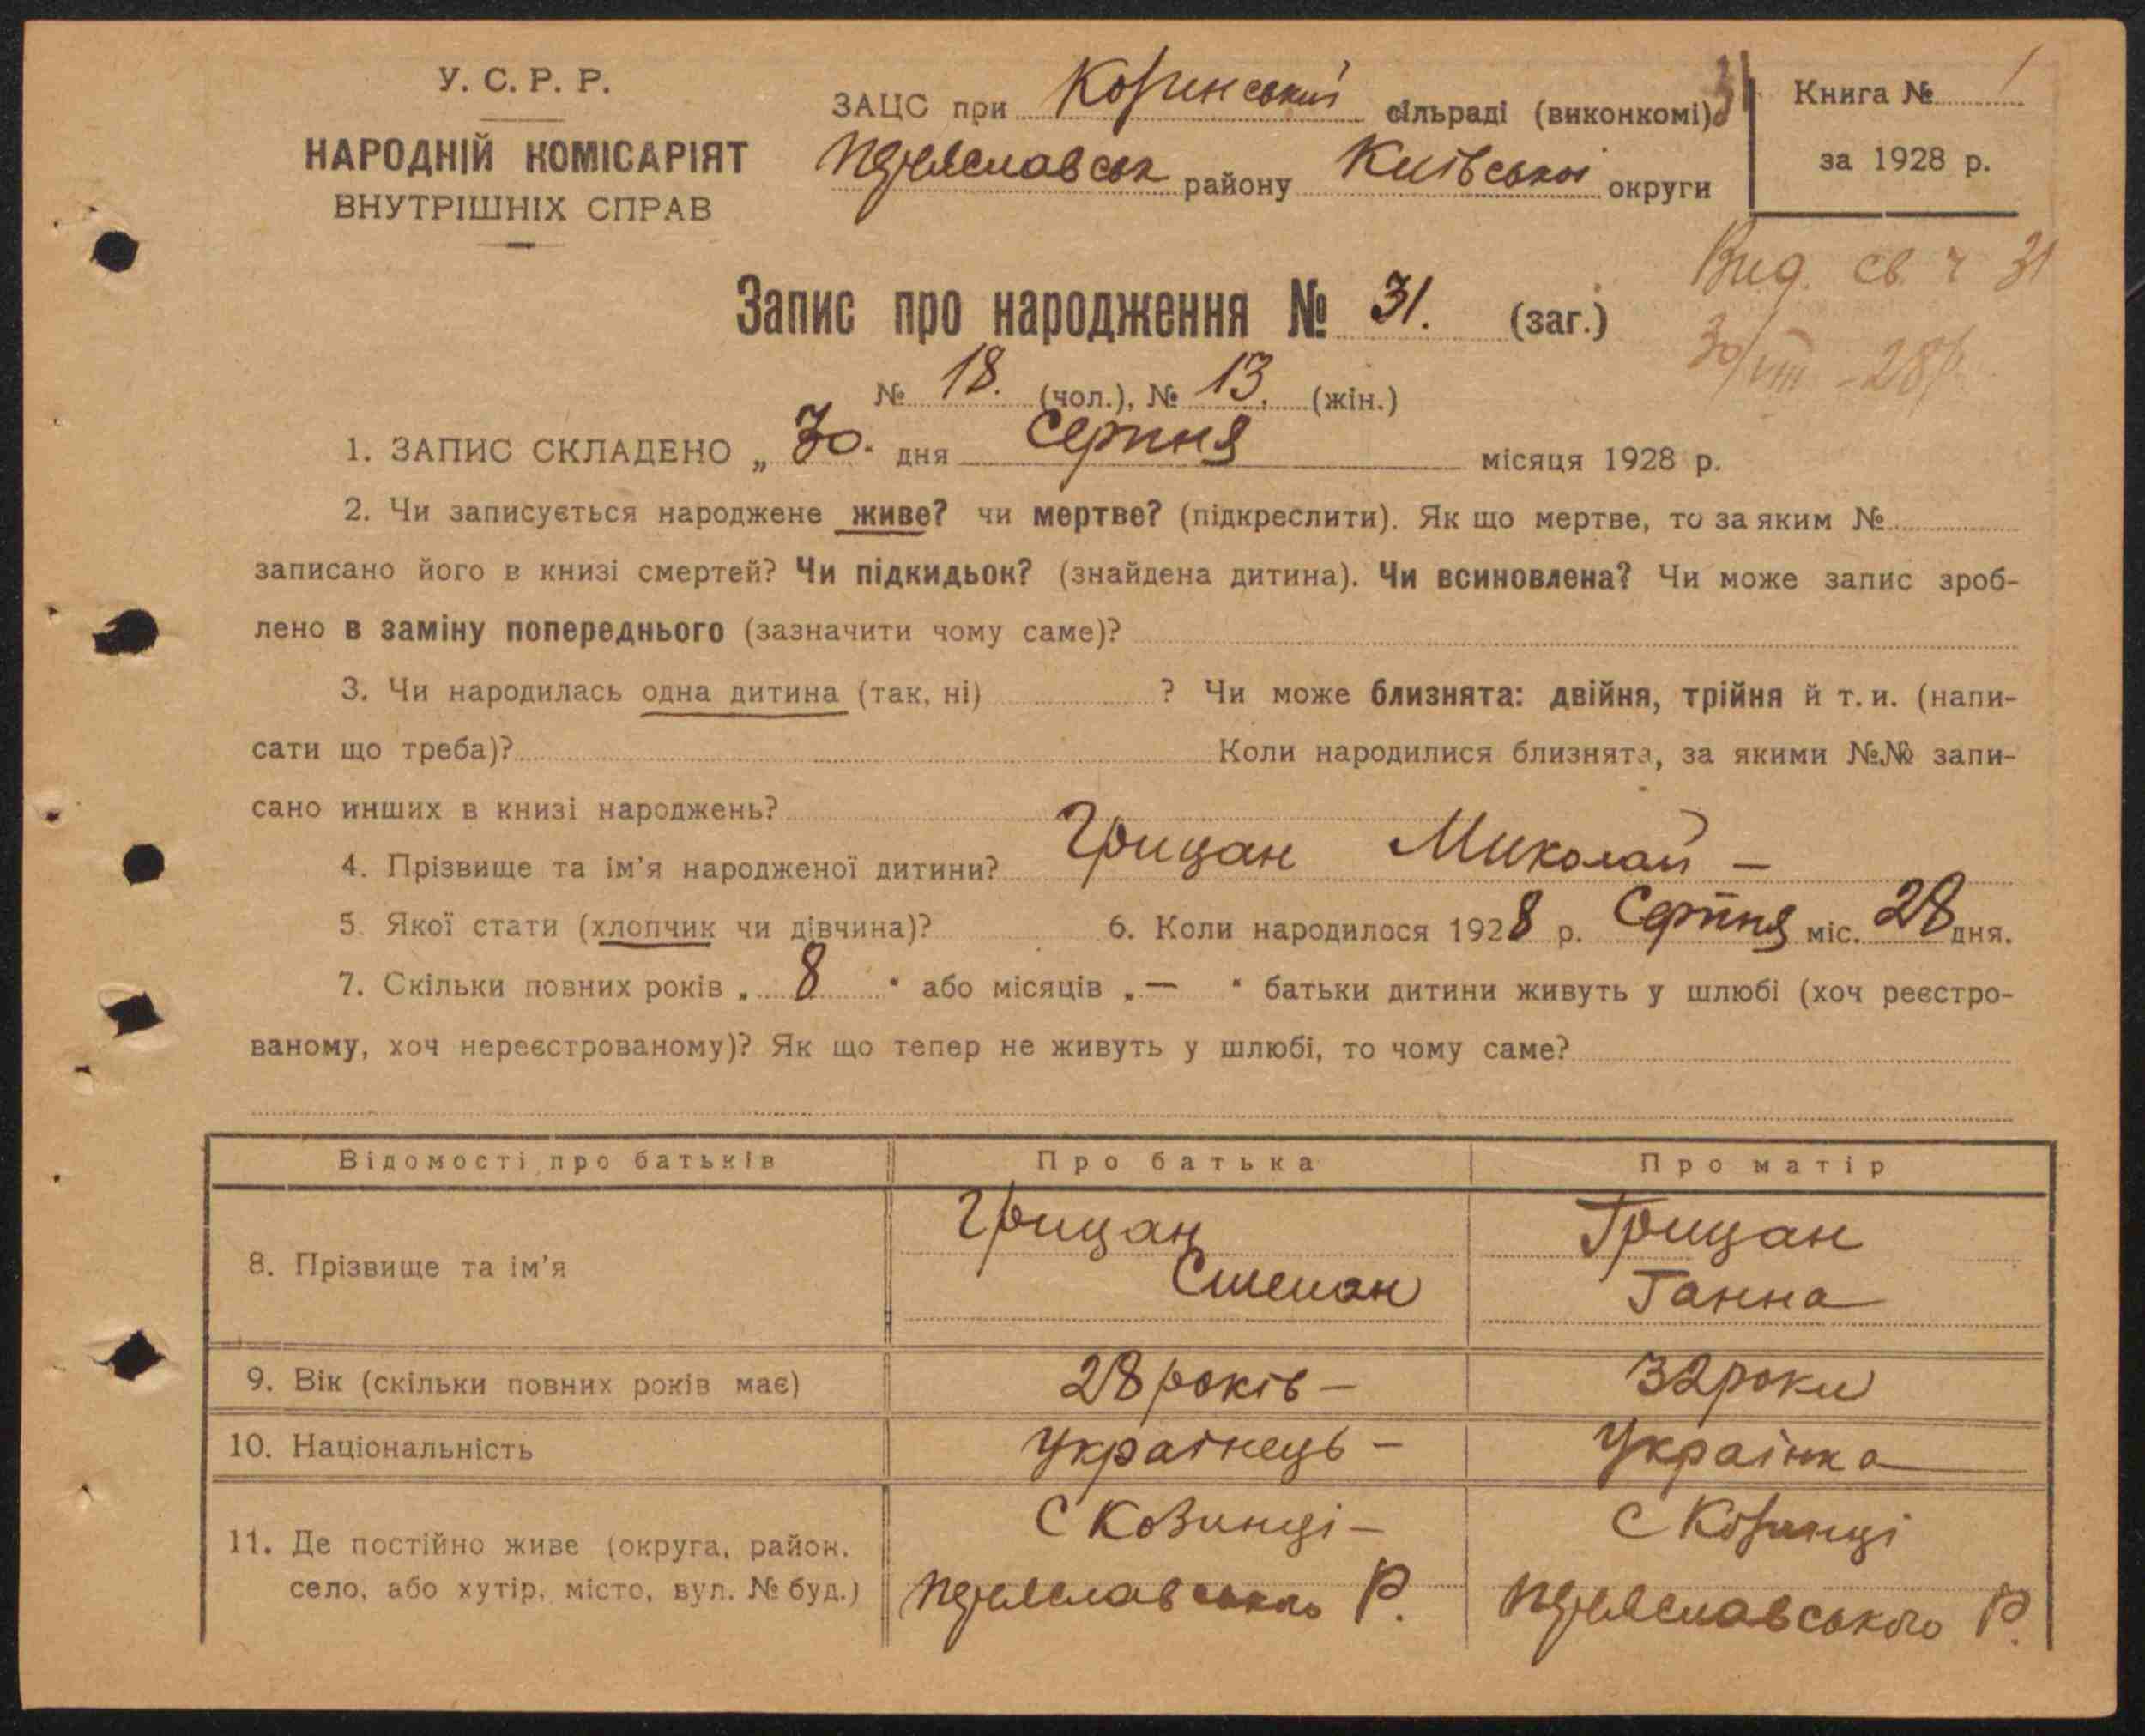 У. С. Р. Р.
НАРОДНІЙ КОМІСАРІЯТ
ВНУТРІШНІХ СПРАВ
ЗАЦС при сільраді (виконкомі) 31
Переяславськ району Київської округи
Книга № 1
за 1928 р.
Вид. св. ч 31
30/VIII - 28 р.
Запис про народження № 31. (заг.)
№ 18. (чол.), № 13. (жін.)
1. ЗАПИС СКЛАДЕНО „ 30. дня Серпня місяця 1928 р.
2. Чи записується народжене живе? чи мертве? (підкреслити). Як що мертве, то за яким №
записано його в книзі смертей? Чи підкидьок? (знайдена дитина). Чи всиновлена? Чи може запис зроб-
лено в заміну попереднього (зазначити чому саме)?
3. Чи народилась одна дитина (так, ні) ? Чи може близнята: двійня, трійня й т. и. (напи-
сати що треба)? Коли народилися близнята, за якими №№ запи-
сано инших в книзі народжень?
4. Прізвище та ім'я народженої дитини? Грицан Миколай —
5 Якої стати (хлопчик чи дівчина)? 6. Коли народилося 1928 р. Серпня міс. 28 дня.
7. Скільки повних років „ 8 " або місяців „ — " батьки дитини живуть у шлюбі (хоч реєстро-
ваному, хоч нереєстрованому)? Як що тепер не живуть у шлюбі, то чому саме?
Відомості про батьків Про батька Про матір
8. Прізвище та ім'я Грицан Степан Грицан Ганна
9. Вік (скільки повних років має) 28 років — 32 роки
10. Національність Українець — Українка
11. Де постійно живе (округа, район, село, або хутір, місто, вул. № буд.) С Козинці — Переяславського Р. С Козинці Переяславського Р.